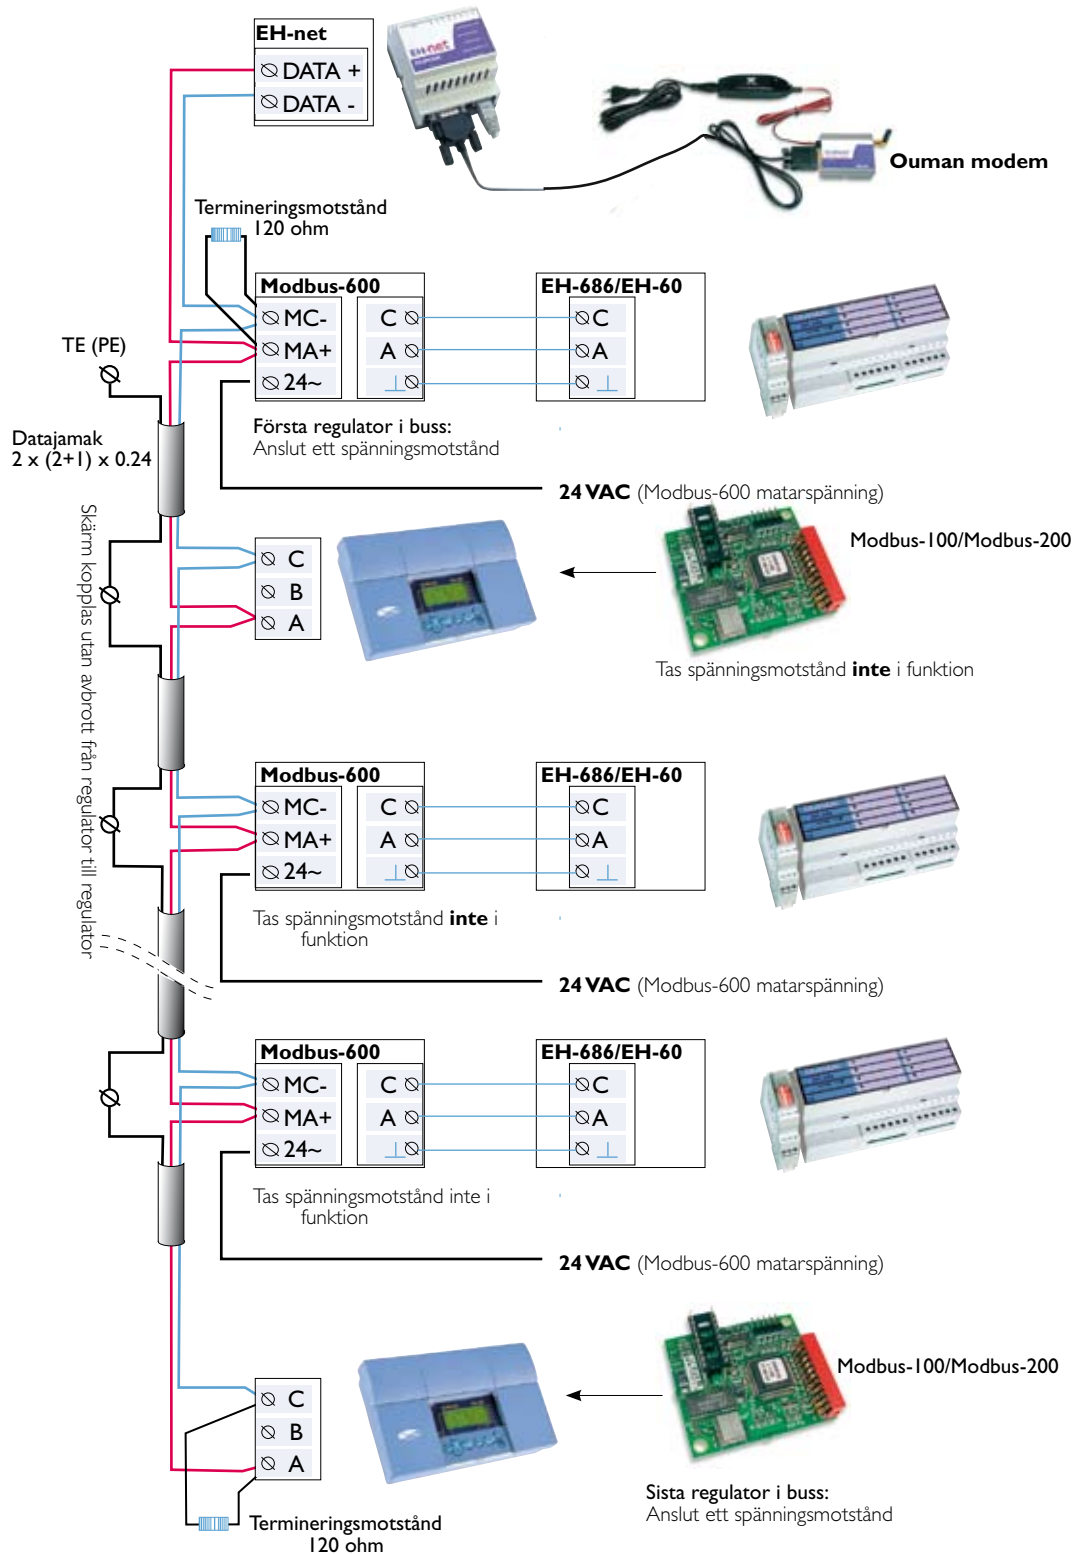 EH-net
DATA +
DATA -
EH-net
Ouman modem
Termineringsmotstånd
120 ohm
Modbus-600
MC-
MA+
24~
C
A
⊥
EH-686/EH-60
C
A
⊥
TE (PE)
Första regulator i buss:
Anslut ett spänningsmotstånd
Datajamak
2 x (2+1) x 0.24
24 VAC (Modbus-600 matarspänning)
Skärm kopplas utan avbrott från regulator till regulator
C
B
A
Modbus-100/Modbus-200
Tas spänningsmotstånd inte i funktion
Modbus-600
MC-
MA+
24~
C
A
⊥
EH-686/EH-60
C
A
⊥
Tas spänningsmotstånd inte i
funktion
24 VAC (Modbus-600 matarspänning)
Modbus-600
MC-
MA+
24~
C
A
⊥
EH-686/EH-60
C
A
⊥
Tas spänningsmotstånd inte i
funktion
24 VAC (Modbus-600 matarspänning)
C
B
A
Modbus-100/Modbus-200
Sista regulator i buss:
Anslut ett spänningsmotstånd
Termineringsmotstånd
120 ohm